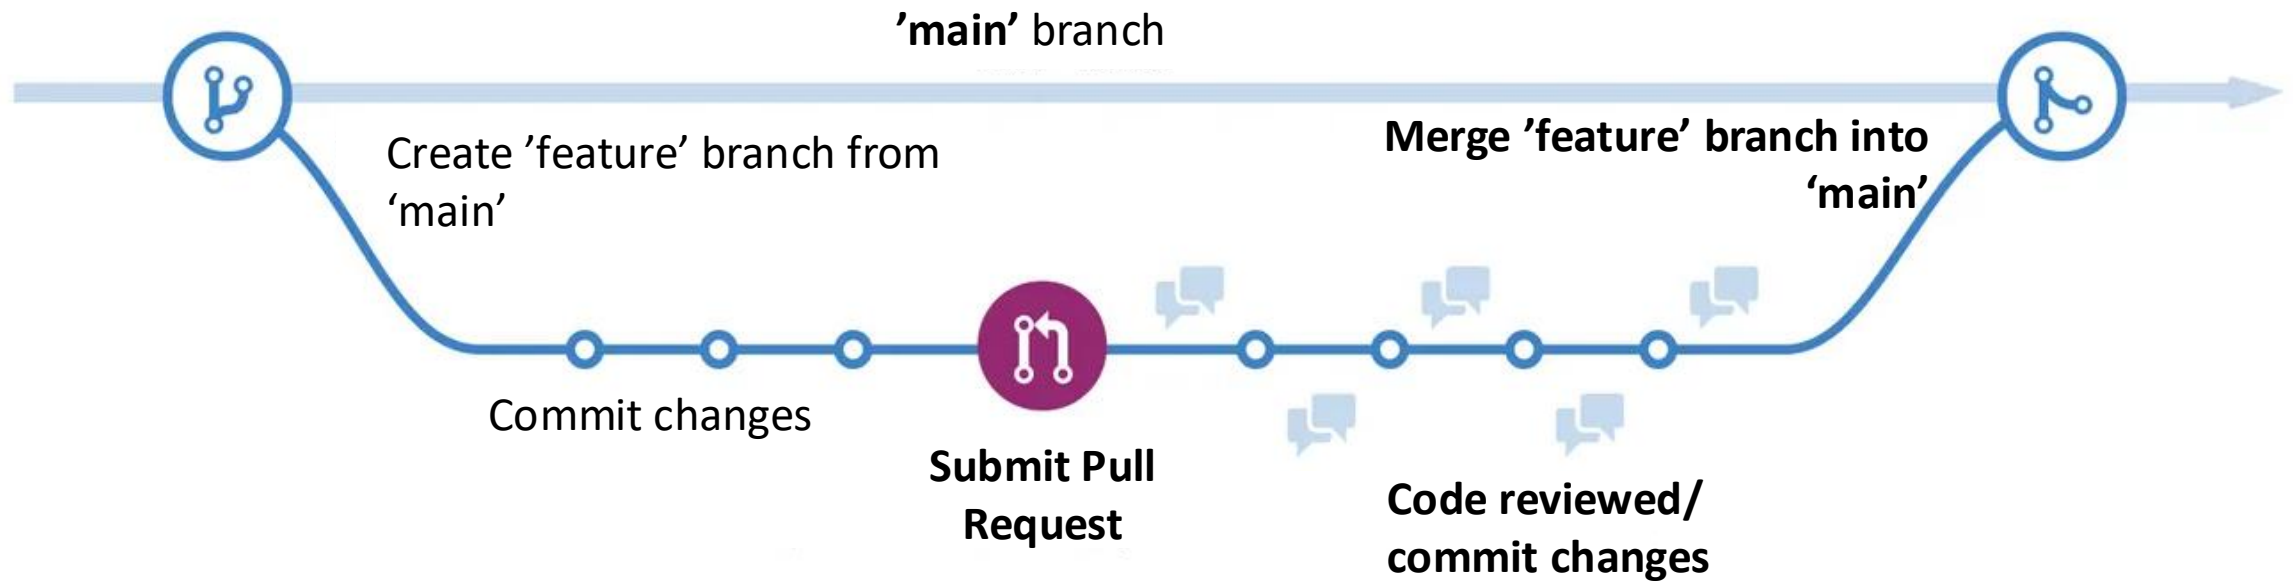 ’main’ branch
Create ’feature’ branch from
‘main’
Merge ’feature’ branch into
‘main’
Commit changes
Submit Pull
Request
Code reviewed/
commit changes